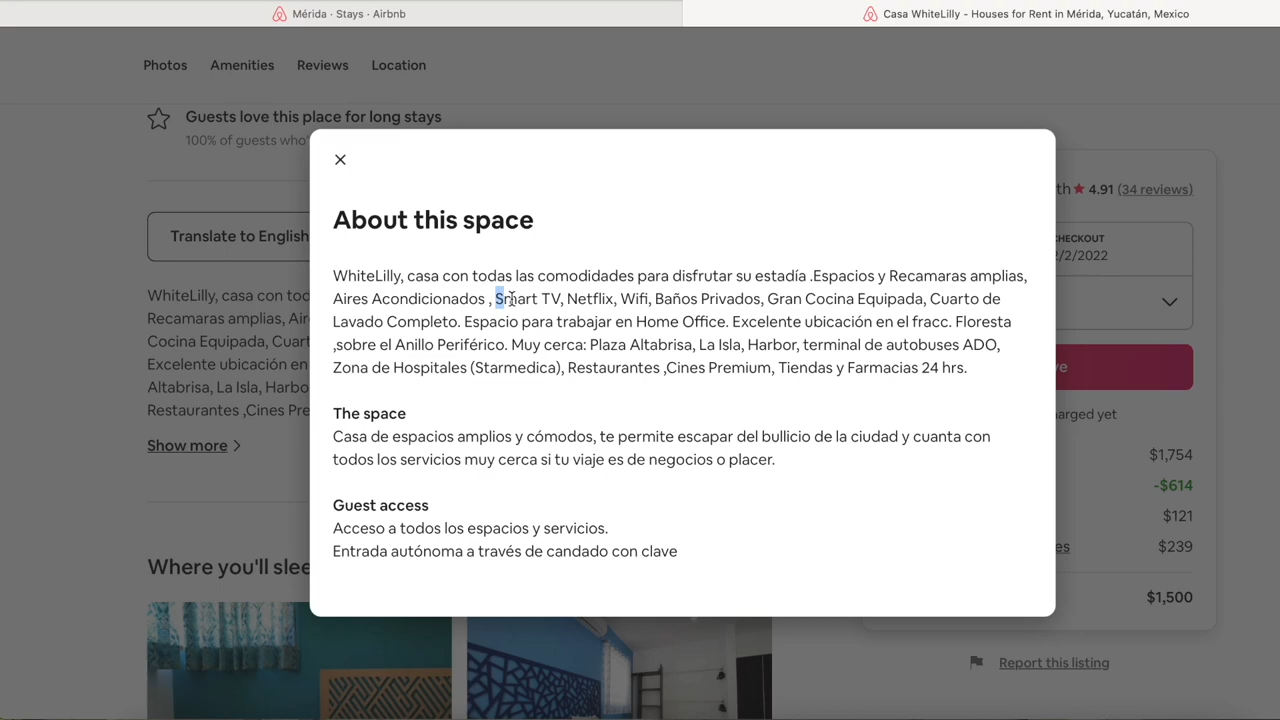 Mérida · Stays · Airbnb
Casa WhiteLilly - Houses for Rent in Mérida, Yucatán, Mexico
Photos Amenities Reviews Location
Guests love this place for long stays
100% of guests who'
Translate to English
WhiteLilly, casa con tod
Recamaras amplias, Air
Cocina Equipada, Cuart
Excelente ubicación en
Altabrisa, La Isla, Harbo
Restaurantes ,Cines Pre
Show more
Where you'll slee
About this space
WhiteLilly, casa con todas las comodidades para disfrutar su estadía .Espacios y Recamaras amplias,
Aires Acondicionados , Smart TV, Netflix, Wifi, Baños Privados, Gran Cocina Equipada, Cuarto de
Lavado Completo. Espacio para trabajar en Home Office. Excelente ubicación en el fracc. Floresta
,sobre el Anillo Periférico. Muy cerca: Plaza Altabrisa, La Isla, Harbor, terminal de autobuses ADO,
Zona de Hospitales (Starmedica), Restaurantes ,Cines Premium, Tiendas y Farmacias 24 hrs.
The space
Casa de espacios amplios y cómodos, te permite escapar del bullicio de la ciudad y cuanta con
todos los servicios muy cerca si tu viaje es de negocios o placer.
Guest access
Acceso a todos los espacios y servicios.
Entrada autónoma a través de candado con clave
th 4.91 (34 reviews)
CHECKOUT
/2/2022
ve
arged yet
$1,754
-$614
$121
es $239
$1,500
Report this listing